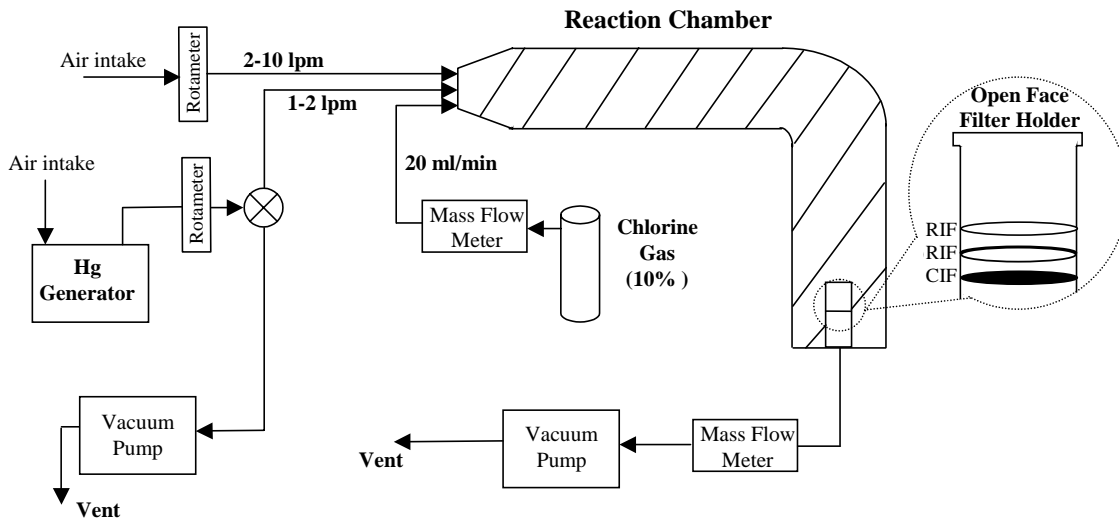 Reaction Chamber
Air intake
Rotameter
2-10 lpm
1-2 lpm
Open Face
Filter Holder
Air intake
Rotameter
20 ml/min
Hg
Generator
Mass Flow
Meter
Chlorine
Gas
(10% )
RIF
RIF
CIF
Vacuum
Pump
Vent
Vent
Vacuum
Pump
Mass Flow
Meter